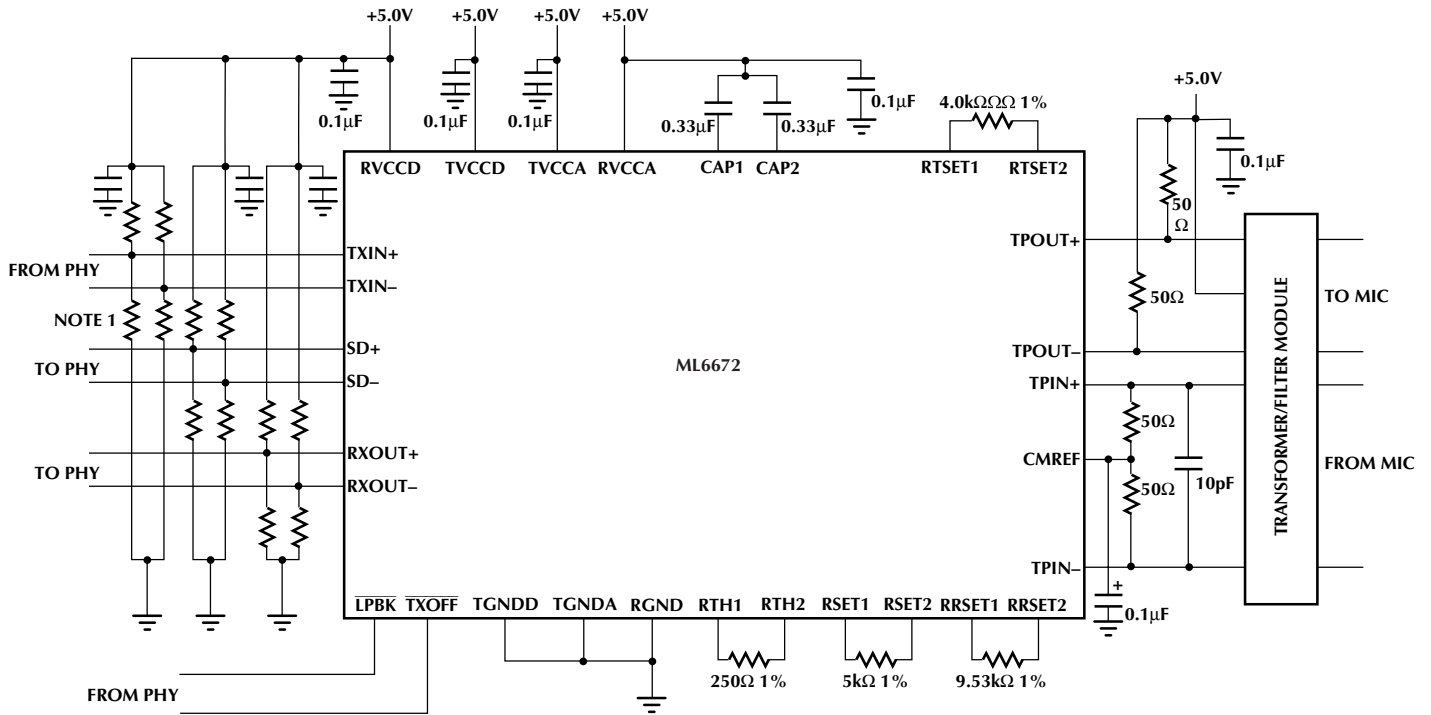 +5.0V +5.0V +5.0V +5.0V
+5.0V
0.1µF 0.1µF 0.1µF 0.33µF 0.33µF 0.1µF
4.0kΩΩΩ 1%
0.1µF
RVCCD TVCCD TVCCA RVCCA CAP1 CAP2 RTSET1 RTSET2
50
Ω
FROM PHY
TXIN+
TXIN–
TPOUT+
50Ω
TO MIC
NOTE 1
TO PHY
SD+
SD–
ML6672
TPOUT–
TPIN+
TRANSFORMER/FILTER MODULE
50Ω
TO PHY
RXOUT+
RXOUT–
CMREF
50Ω
10pF
FROM MIC
TPIN–
LPBK TXOFF TGNDD TGNDA RGND RTH1 RTH2 RSET1 RSET2 RRSET1 RRSET2
+
0.1µF
250Ω 1% 5kΩ 1% 9.53kΩ 1%
FROM PHY